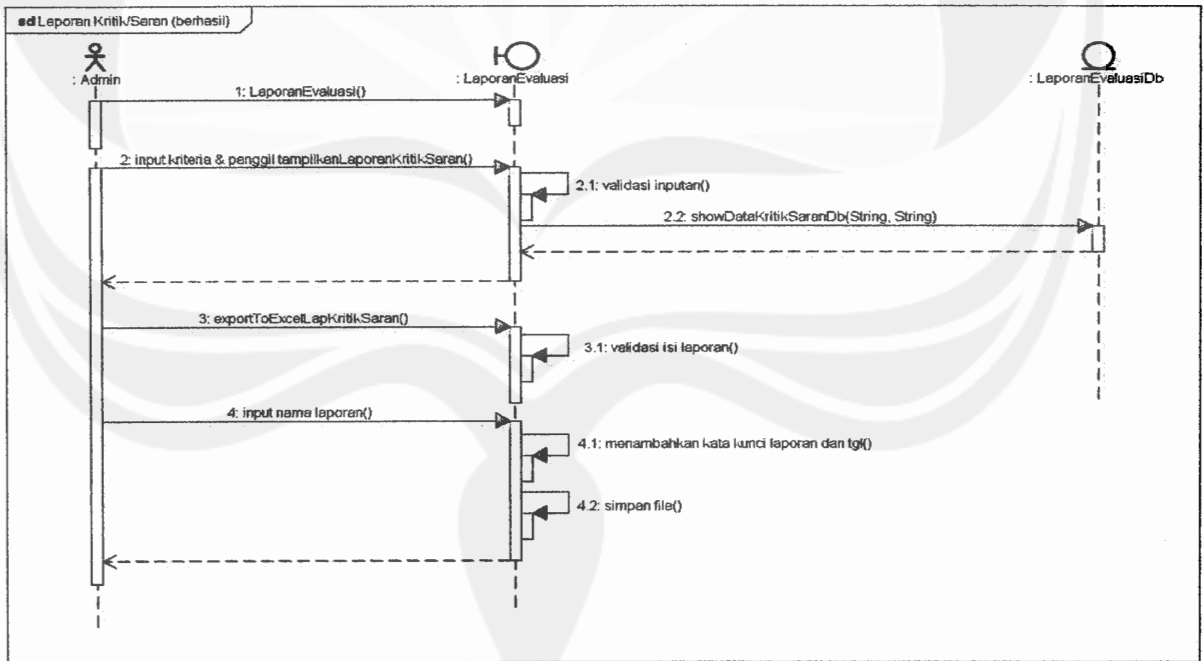 sd Laporan Kritik/Saran (berhasil)
: Admin
: LaporanEvaluasi
: LaporanEvaluasiDb
1: LaporanEvaluasi()
2: input kriteria & panggil tampilkanLaporanKritikSaran()
2.1: validasi inputan()
2.2: showDataKritikSaranDb(String, String)
3: exportToExcelLapKritikSaran()
3.1: validasi isi laporan()
4: input nama laporan()
4.1: menambahkan kata kunci laporan dan tgl()
4.2: simpan file()